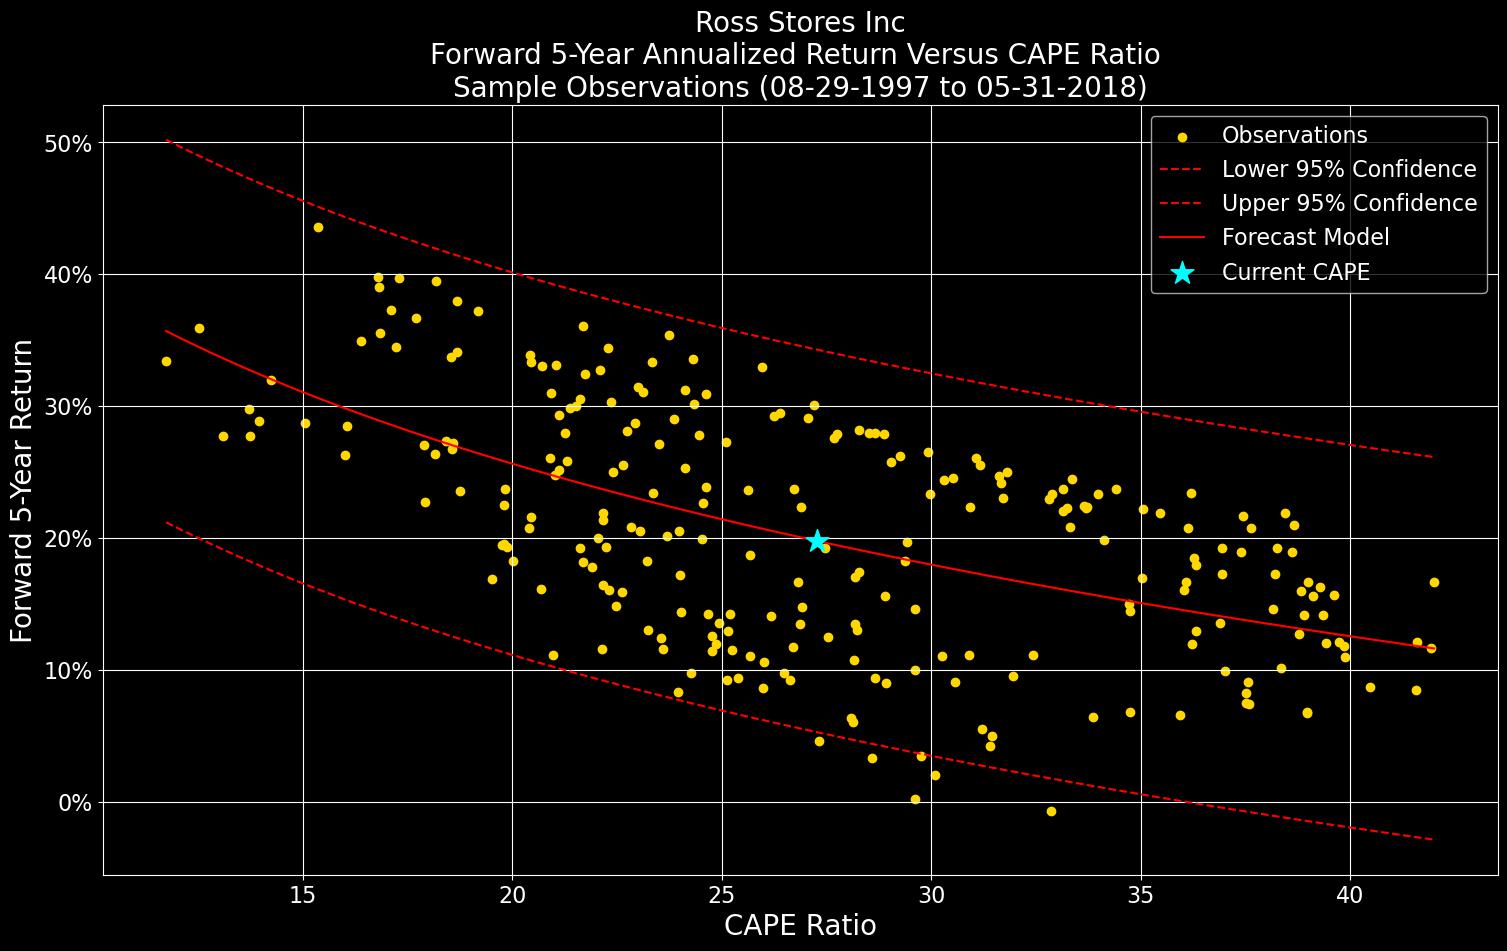 Ross Stores Inc
Forward 5-Year Annualized Return Versus CAPE Ratio
Sample Observations (08-29-1997 to 05-31-2018)
Observations
Lower 95% Confidence
Upper 95% Confidence
Forecast Model
Current CAPE
Forward 5-Year Return
50%
40%
30%
20%
10%
0%
15 20 25 30 35 40
CAPE Ratio